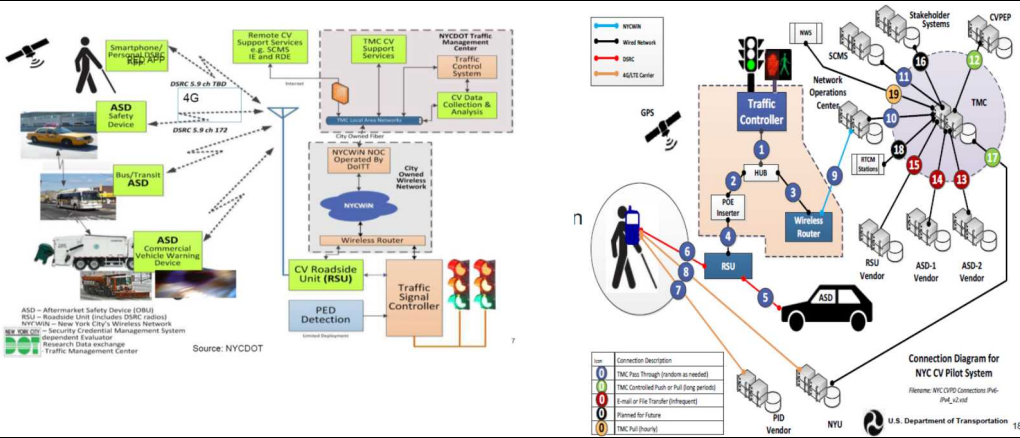 Smartphone/
Personal DSRC
APP
DSRC 5.9 ch TBD
4G
DSRC 5.9 ch 172
ASD
Safety
Device
Bus/Transit
ASD
ASD
Commercial
Vehicle Warning
Device
Remote CV
Support Services
e.g. SCMS
IE and RDE
Internet
TMC CV
Support
Services
NYCDOT Traffic
Management
Center
Traffic
Control
System
CV Data
Collection &
Analysis
TMC Local Area Networks
City Owned Fiber
NYCWIN NOC
Operated By
DoITT
City
Owned
Wireless
Network
NYCWIN
Wireless Router
CV Roadside
Unit (RSU)
Traffic
Signal
Controller
PED
Detection
Limited Deployment
ASD – Aftermarket Safety Device (OBU)
RSU – Roadside Unit (includes DSRC radios)
NYCWIN – New York City's Wireless Network
– Security Credential Management System
dependent Evaluator
Research Data exchange
- Traffic Management Center
NEW YORK CITY
DOT
Source: NYCDOT
7
n
NYCWIN
Wired Network
DSRC
4G/LTE Carrier
GPS
Traffic
Controller
1
HUB
2
3
POE
Inserter
Wireless
Router
4
RSU
5
6
8
7
9
ASD
NWS
SCMS
Stakeholder
Systems
CVPEP
16
11
12
19
Network
Operations
Center
10
TMC
18
RTCM
Stations
15
14
13
17
RSU
Vendor
ASD-1
Vendor
ASD-2
Vendor
PID
Vendor
NYU
Icon
Connection Description
0 TMC Pass Through (random as needed)
0 TMC Controlled Push or Pull (long periods)
0 E-mail or File Transfer (Infrequent)
0 Planned for Future
0 TMC Pull (hourly)
Connection Diagram for
NYC CV Pilot System
Filename: NYC CVPD Connections IPv6-
IPv4_v2.vsd
U.S. Department of Transportation
18